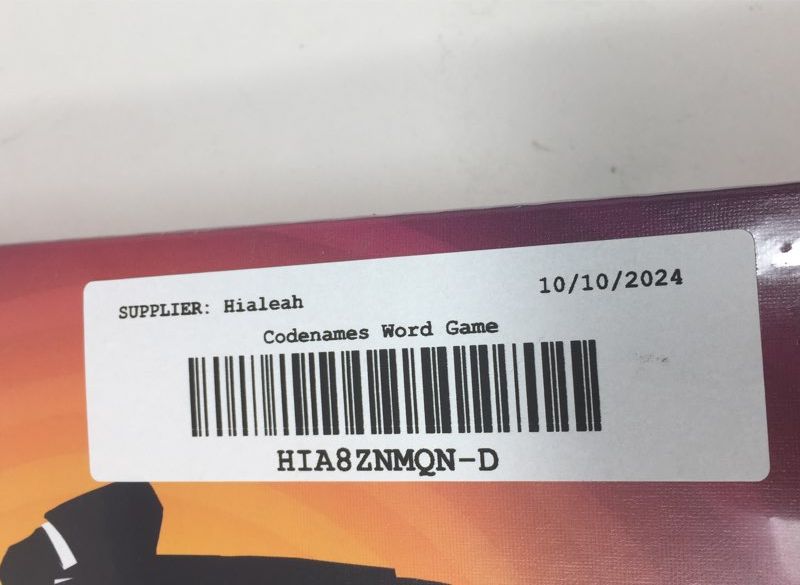 SUPPLIER: Hialeah
10/10/2024
Codenames Word Game
HIA8ZNMQN-D